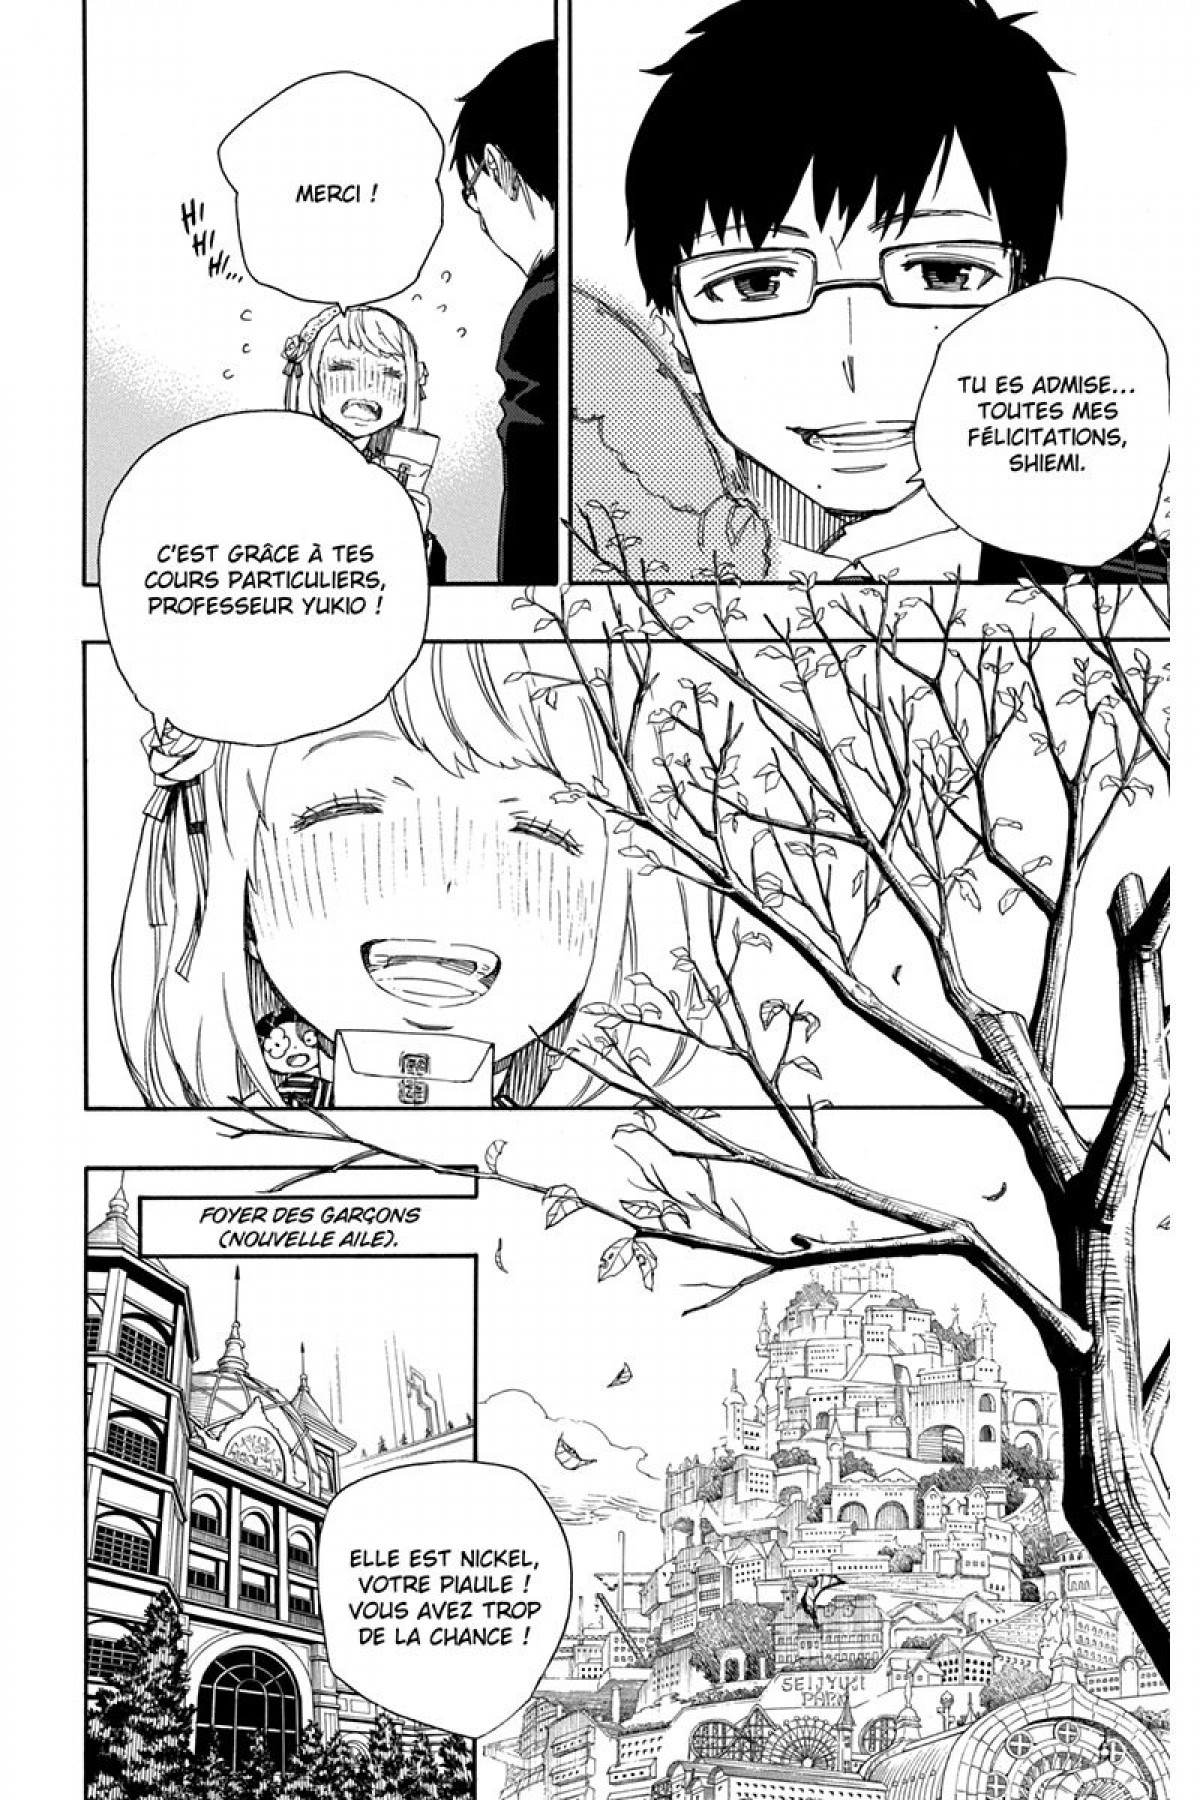 TU ES ADMISE...
TOUTES MES
FÉLICITATIONS,
SHIEMI.
MERCI !
HI
HI
HI...
C'EST GRÂCE À TES
COURS PARTICULIERS,
PROFESSEUR YUKIO !
FOYER DES GARÇONS
(NOUVELLE AILE).
ELLE EST NICKEL,
VOTRE PIAULE !
VOUS AVEZ TROP
DE LA CHANCE !
SEIJYUJI
PARK